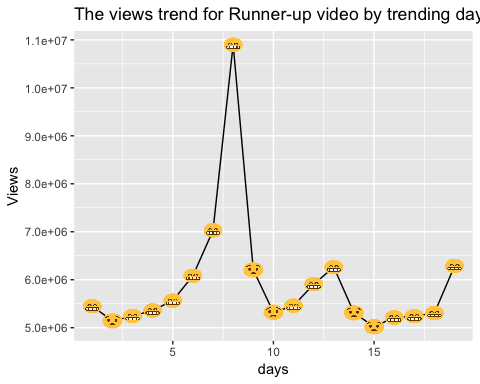 The views trend for Runner-up video by trending day
1.1e+07
1.0e+07
9.0e+06
8.0e+06
7.0e+06
6.0e+06
5.0e+06
Views
5 10 15
days